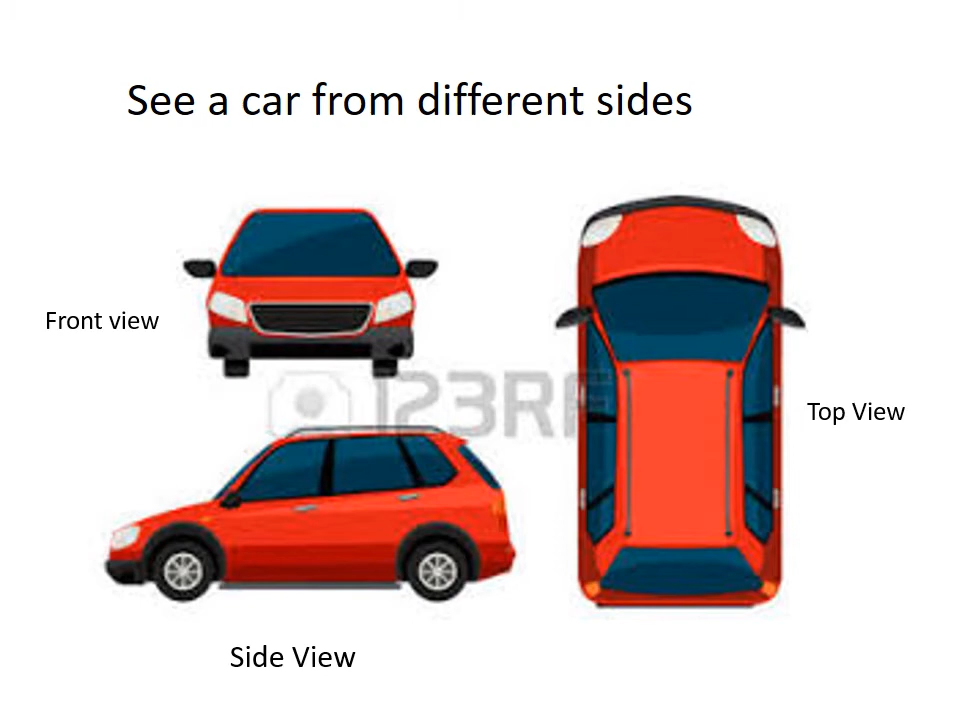 See a car from different sides
Front view
123RF
Top View
Side View